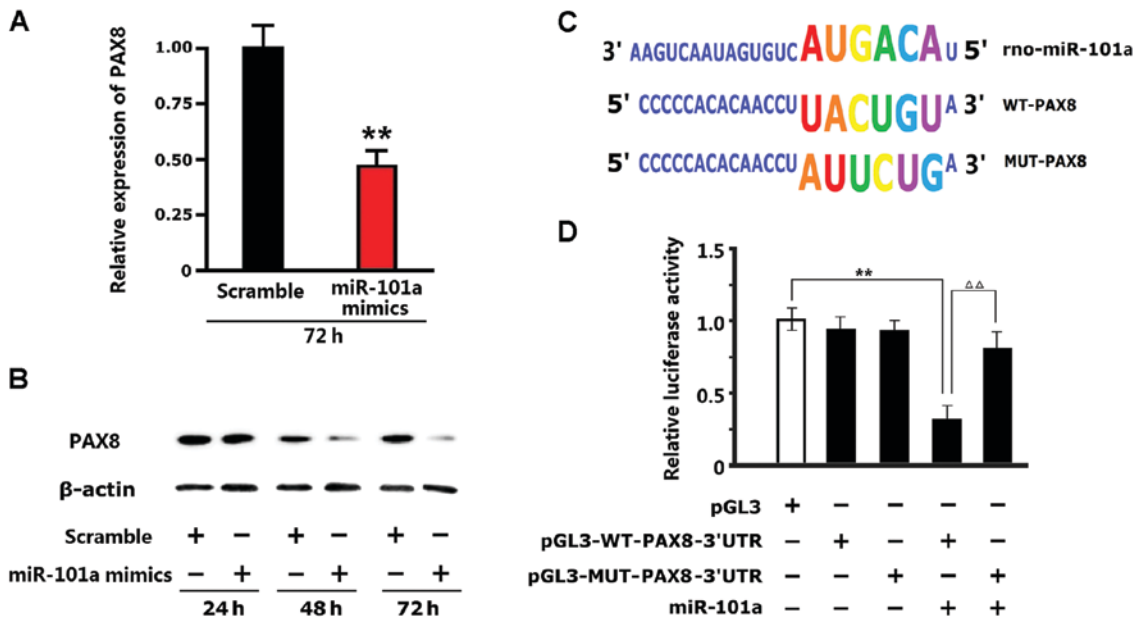 A
Relative expression of PAX8
1.00
0.75
0.50
0.25
0
**
Scramble
miR-101a mimics
72 h
B
PAX8
β-actin
Scramble + − + − + −
miR-101a mimics − + − + − +
24 h 48 h 72 h
C
3' AAGUCAAUAGUGUCAUGACAU 5' rno-miR-101a
5' CCCCCACACAACCUUACUGUA 3' WT-PAX8
5' CCCCCACACAACCUAUUCUGA 3' MUT-PAX8
D
Relative luciferase activity
1.5
1.0
0.5
0
**
△△
pGL3 + − − − −
pGL3-WT-PAX8-3'UTR − + − + −
pGL3-MUT-PAX8-3'UTR − − + − +
miR-101a − − − + +